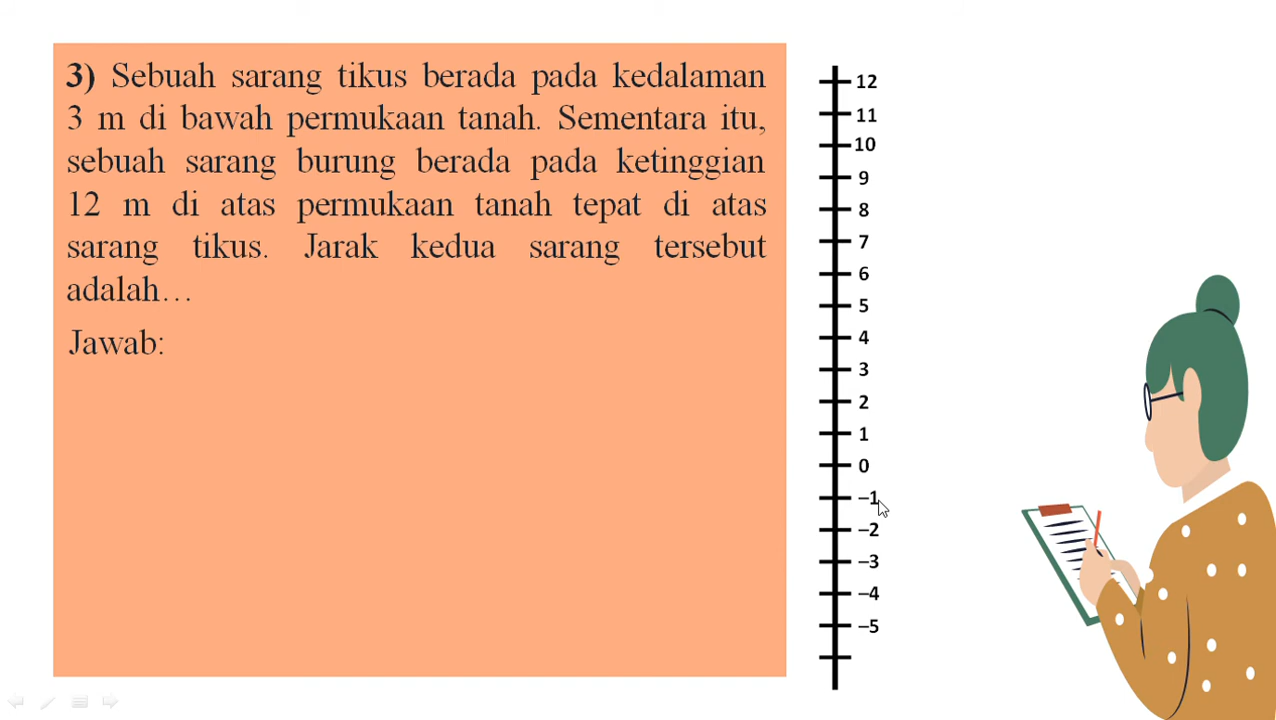 3) Sebuah sarang tikus berada pada kedalaman
3 m di bawah permukaan tanah. Sementara itu,
sebuah sarang burung berada pada ketinggian
12 m di atas permukaan tanah tepat di atas
sarang tikus. Jarak kedua sarang tersebut
adalah…
Jawab:
12
11
10
9
8
7
6
5
4
3
2
1
0
–1
–2
–3
–4
–5